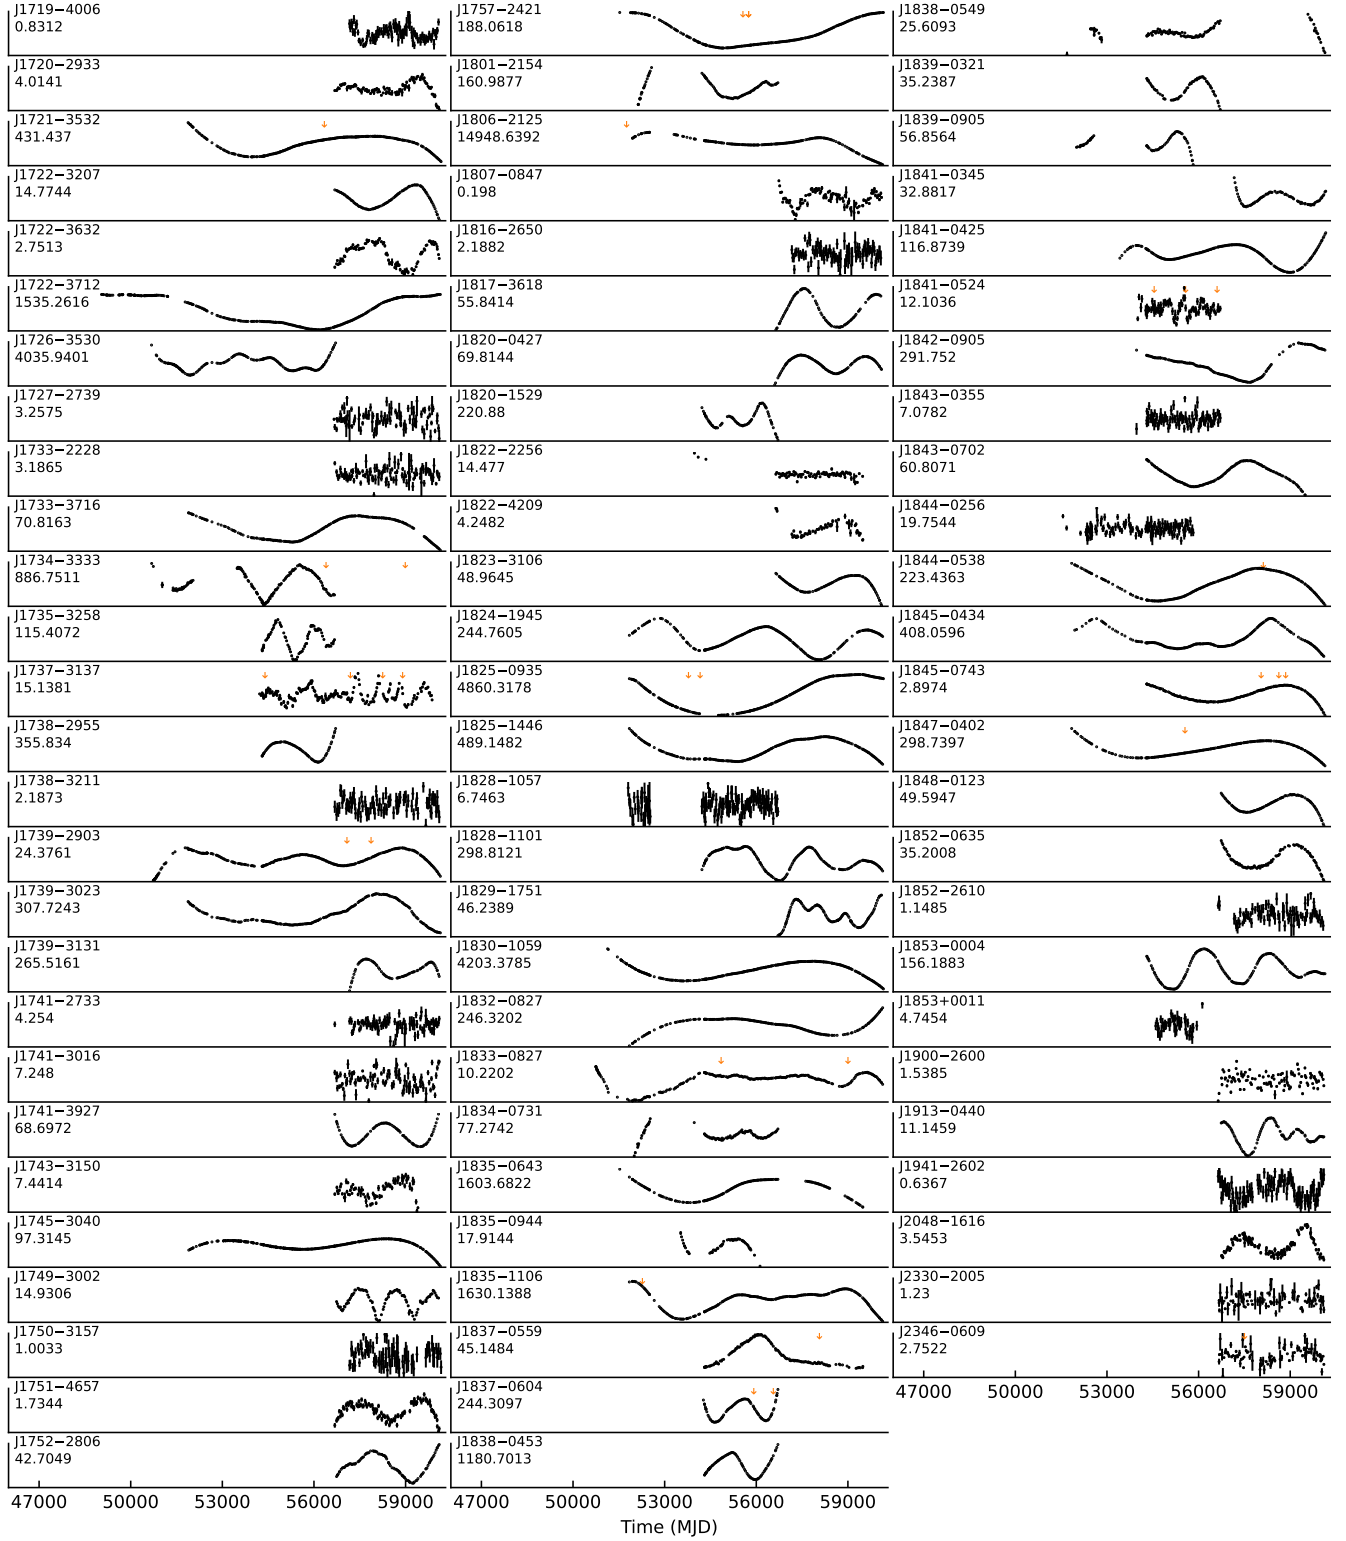 J1719−4006
0.8312
J1720−2933
4.0141
J1721−3532
431.437
J1722−3207
14.7744
J1722−3632
2.7513
J1722−3712
1535.2616
J1726−3530
4035.9401
J1727−2739
3.2575
J1733−2228
3.1865
J1733−3716
70.8163
J1734−3333
886.7511
J1735−3258
115.4072
J1737−3137
15.1381
J1738−2955
355.834
J1738−3211
2.1873
J1739−2903
24.3761
J1739−3023
307.7243
J1739−3131
265.5161
J1741−2733
4.254
J1741−3016
7.248
J1741−3927
68.6972
J1743−3150
7.4414
J1745−3040
97.3145
J1749−3002
14.9306
J1750−3157
1.0033
J1751−4657
1.7344
J1752−2806
42.7049
47000 50000 53000 56000 59000
J1757−2421
188.0618
J1801−2154
160.9877
J1806−2125
14948.6392
J1807−0847
0.198
J1816−2650
2.1882
J1817−3618
55.8414
J1820−0427
69.8144
J1820−1529
220.88
J1822−2256
14.477
J1822−4209
4.2482
J1823−3106
48.9645
J1824−1945
244.7605
J1825−0935
4860.3178
J1825−1446
489.1482
J1828−1057
6.7463
J1828−1101
298.8121
J1829−1751
46.2389
J1830−1059
4203.3785
J1832−0827
246.3202
J1833−0827
10.2202
J1834−0731
77.2742
J1835−0643
1603.6822
J1835−0944
17.9144
J1835−1106
1630.1388
J1837−0559
45.1484
J1837−0604
244.3097
J1838−0453
1180.7013
47000 50000 53000 56000 59000
Time (MJD)
J1838−0549
25.6093
J1839−0321
35.2387
J1839−0905
56.8564
J1841−0345
32.8817
J1841−0425
116.8739
J1841−0524
12.1036
J1842−0905
291.752
J1843−0355
7.0782
J1843−0702
60.8071
J1844−0256
19.7544
J1844−0538
223.4363
J1845−0434
408.0596
J1845−0743
2.8974
J1847−0402
298.7397
J1848−0123
49.5947
J1852−0635
35.2008
J1852−2610
1.1485
J1853−0004
156.1883
J1853+0011
4.7454
J1900−2600
1.5385
J1913−0440
11.1459
J1941−2602
0.6367
J2048−1616
3.5453
J2330−2005
1.23
J2346−0609
2.7522
47000 50000 53000 56000 59000